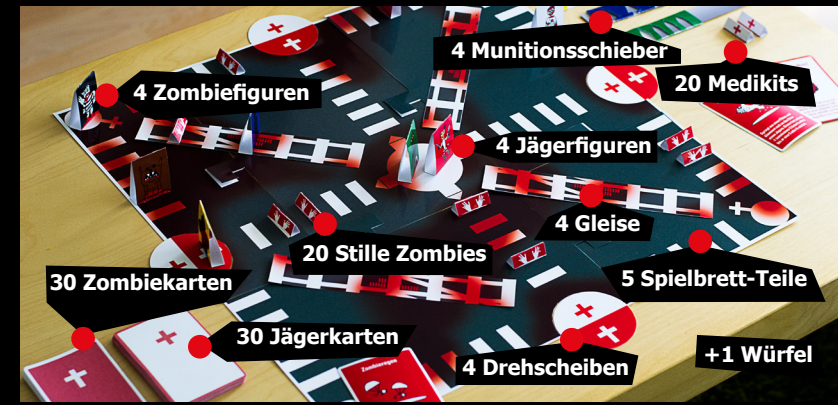 4 Munitionsschieber
20 Medikits
4 Zombiefiguren
4 Jägerfiguren
4 Gleise
20 Stille Zombies
5 Spielbrett-Teile
30 Zombiekarten
30 Jägerkarten
4 Drehscheiben
+1 Würfel
Zombieregen